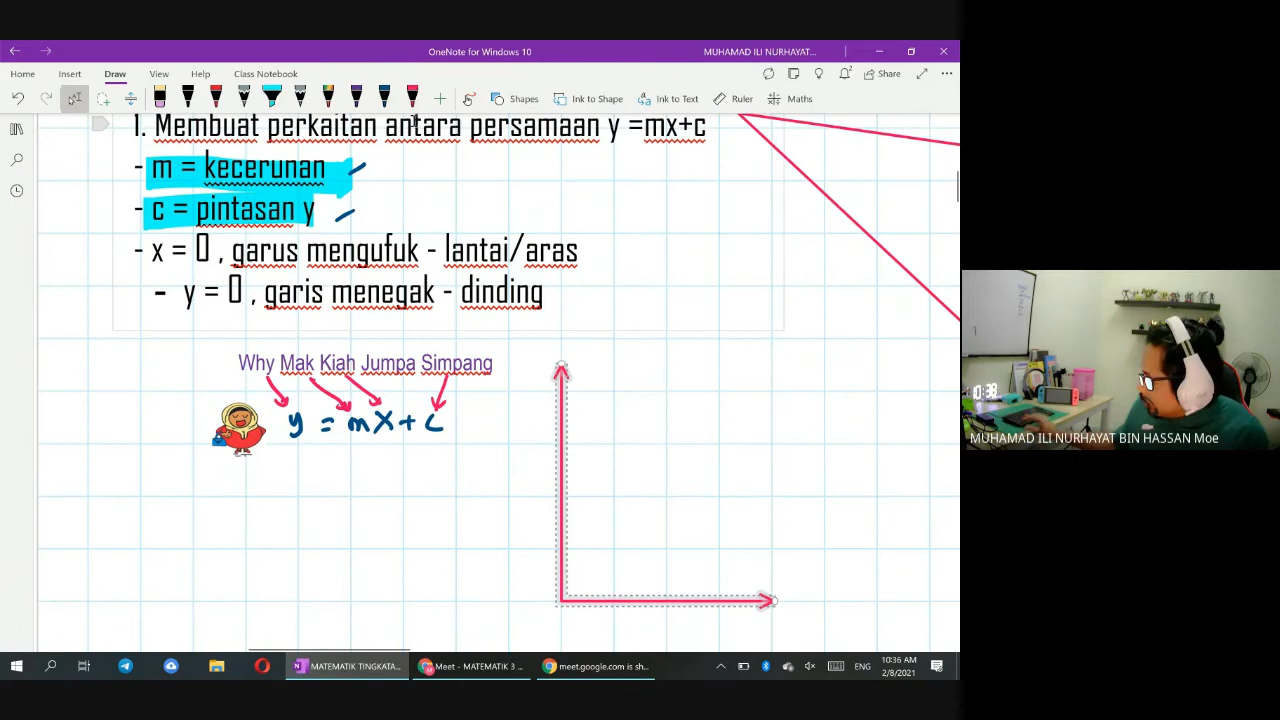 OneNote for Windows 10
MUHAMAD ILI NURHAYAT...
Home Insert Draw View Help Class Notebook
Share
Shapes Ink to Shape Ink to Text Ruler Maths
1. Membuat perkaitan antara persamaan y =mx+c
- m = kecerunan
- c = pintasan y
- x = 0 , garus mengufuk - lantai/aras
- y = 0 , garis menegak - dinding
Why Mak Kiah Jumpa Simpang
y = mx+c
10:38
MUHAMAD ILI NURHAYAT BIN HASSAN Moe
MATEMATIK TINGKATA...
Meet - MATEMATIK 3 ...
meet.google.com is sh...
ENG
10:36 AM
2/8/2021